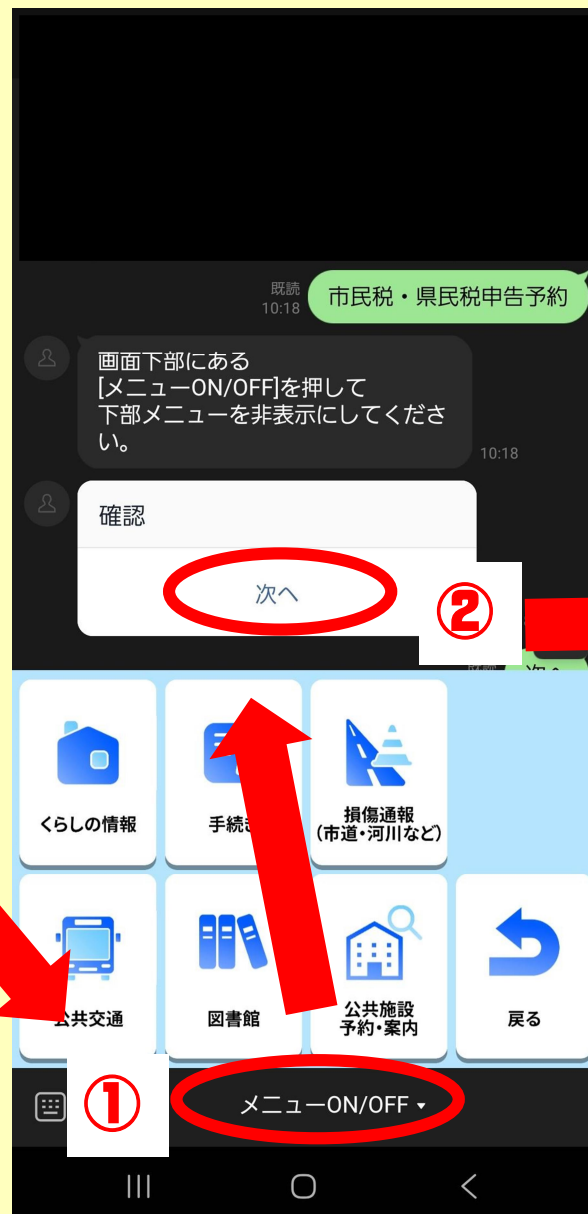 既読
10:18
市民税・県民税申告予約
画面下部にある
[メニューON/OFF]を押して
下部メニューを非表示にしてくださ
い。
10:18
確認
次へ
②
くらしの情報
損傷通報
(市道・河川など)
公共交通
図書館
公共施設
予約・案内
戻る
①
メニューON/OFF